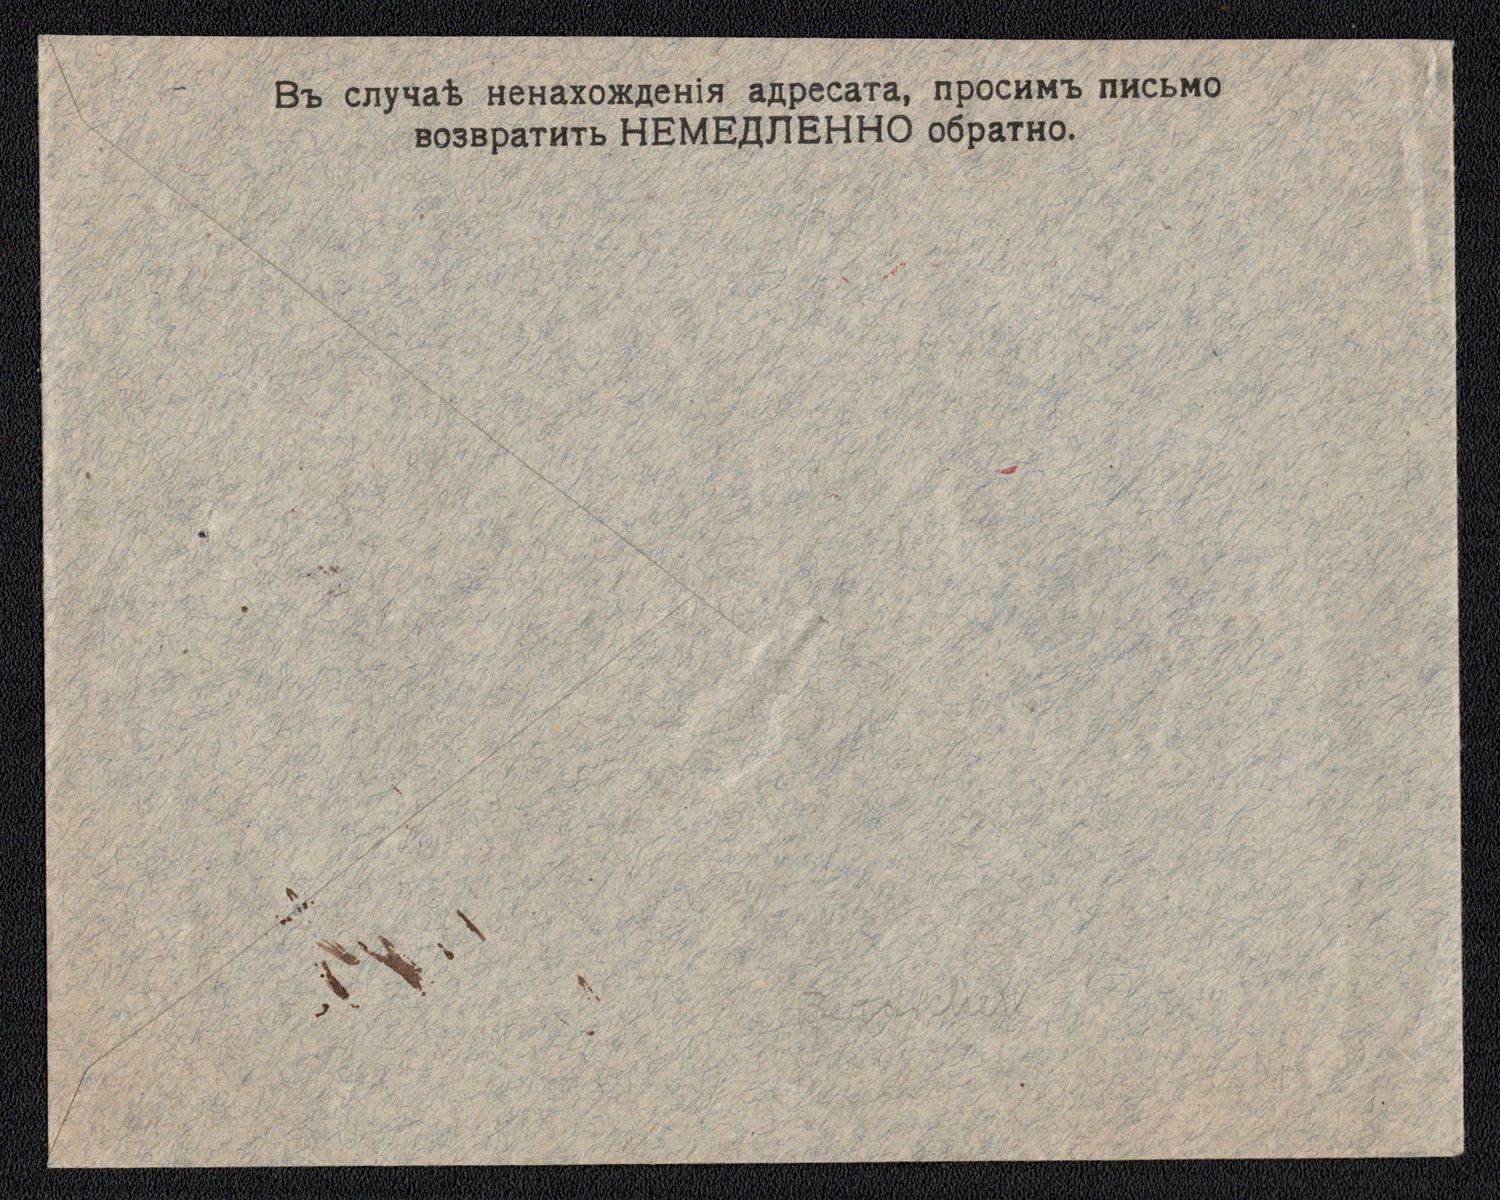 Въ случаѣ ненахожденія адресата, просимъ письмо
возвратить НЕМЕДЛЕННО обратно.